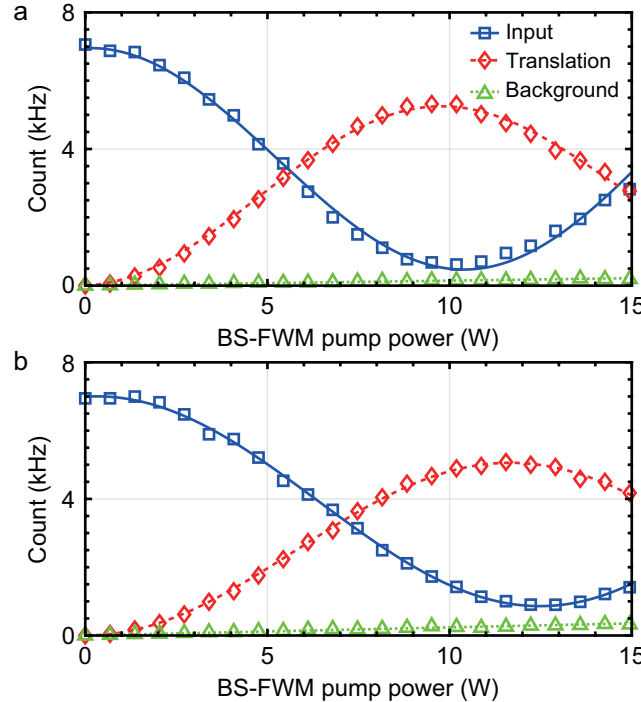 a
8
4
0
Count (kHz)
Input
Translation
Background
0
5
10
15
BS-FWM pump power (W)
b
8
4
0
Count (kHz)
0
5
10
15
BS-FWM pump power (W)